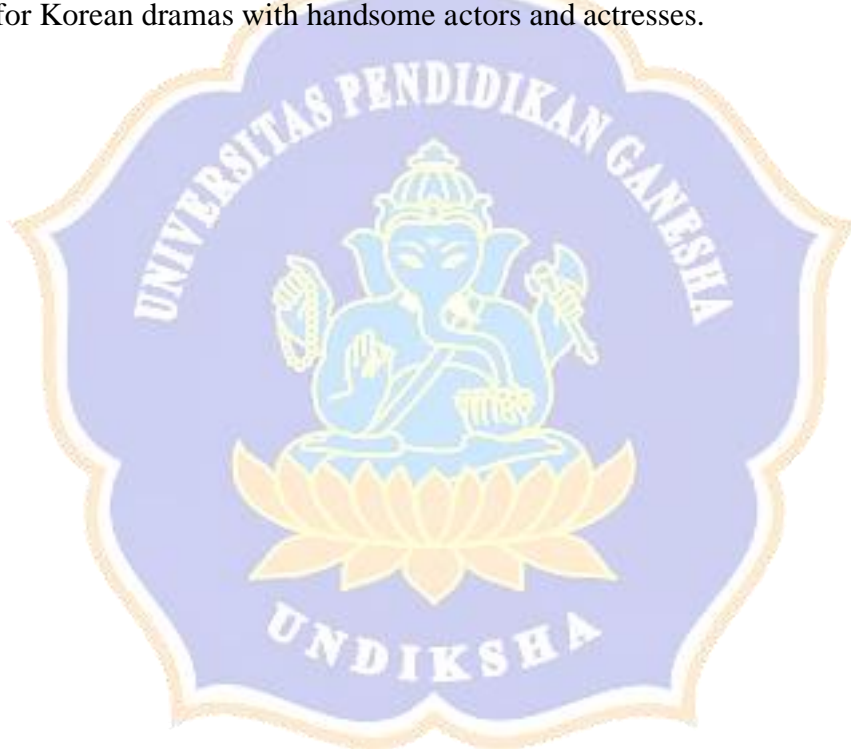 for Korean dramas with handsome actors and actresses.
UNIVERSITAS PENDIDIKAN GANESHA
UNDIKSHA